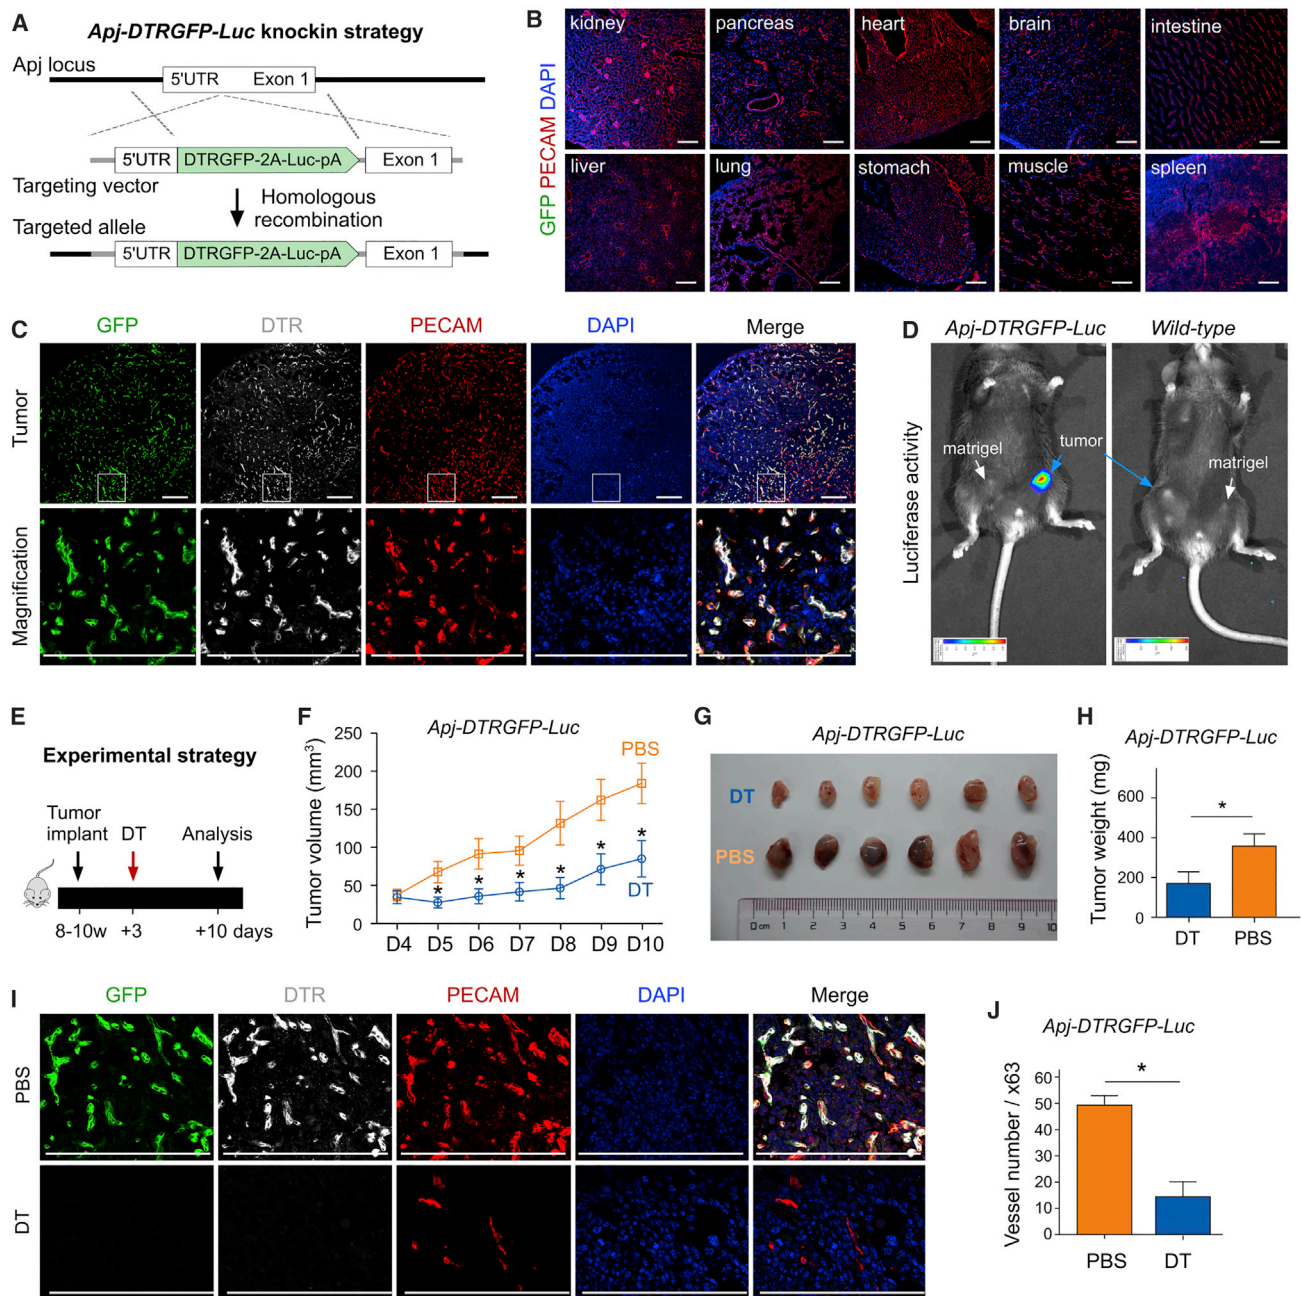 A
Apj-DTRGFP-Luc knockin strategy
Apj locus
5'UTR Exon 1
5'UTR DTRGFP-2A-Luc-pA Exon 1
Targeting vector
Homologous
recombination
Targeted allele
5'UTR DTRGFP-2A-Luc-pA Exon 1
B
GFP PECAM DAPI
kidney pancreas heart brain intestine
liver lung stomach muscle spleen
C
GFP DTR PECAM DAPI Merge
Tumor
Magnification
D
Apj-DTRGFP-Luc Wild-type
Luciferase activity
matrigel tumor matrigel
E
Experimental strategy
Tumor
implant DT Analysis
8-10w +3 +10 days
F
Apj-DTRGFP-Luc
Tumor volume (mm³)
250
200
150
100
50
0
PBS
* * * * * *
DT
D4 D5 D6 D7 D8 D9 D10
G
Apj-DTRGFP-Luc
DT
PBS
0 cm 1 2 3 4 5 6 7 8 9 10
H
Apj-DTRGFP-Luc
Tumor weight (mg)
600
400
200
0
*
DT PBS
I
GFP DTR PECAM DAPI Merge
PBS
DT
J
Apj-DTRGFP-Luc
Vessel number / x63
60
50
40
30
20
10
0
*
PBS DT